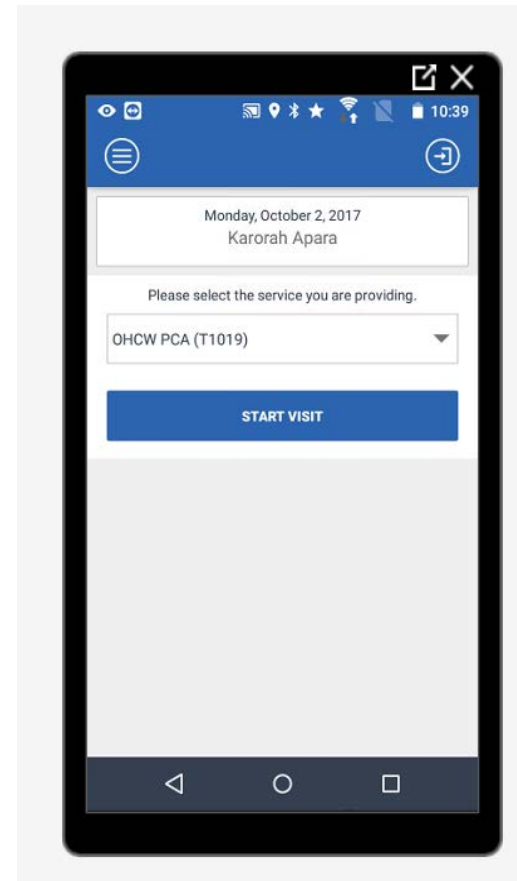 10:39
Monday, October 2, 2017
Karorah Apara
Please select the service you are providing.
OHCW PCA (T1019)
START VISIT